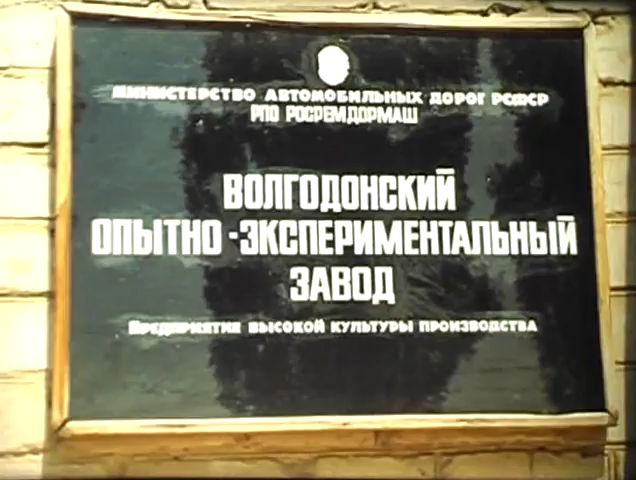 МИНИСТЕРСТВО АВТОМОБИЛЬНЫХ ДОРОГ РСФСР
РПО РОСРЕМДОРМАШ
ВОЛГОДОНСКИЙ
ОПЫТНО-ЭКСПЕРИМЕНТАЛЬНЫЙ
ЗАВОД
ПРЕДПРИЯТИЕ ВЫСОКОЙ КУЛЬТУРЫ ПРОИЗВОДСТВА